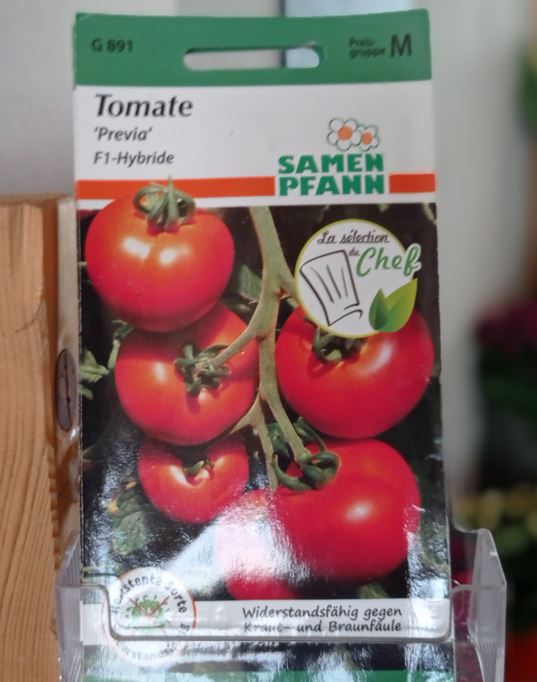 G 891
Preis-
gruppe M
Tomate
'Previa'
F1-Hybride
SAMEN
PFANN
La sélection
du Chef
Widerstandsfähig gegen
Kraut- und Braunfäule